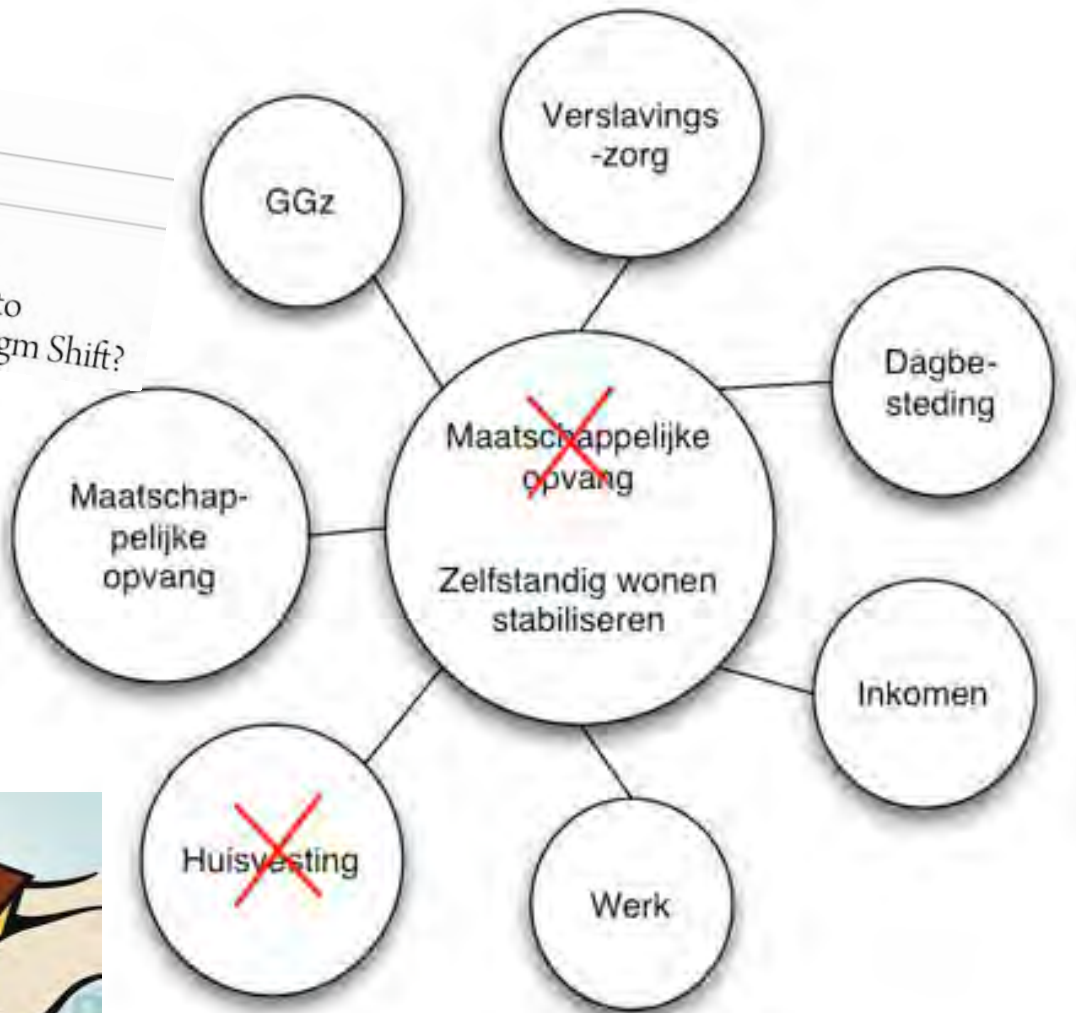 to
gm Shift?
GGz
Verslavings
-zorg
Dagbe-
steding
Maatschappelijke
opvang
Zelfstandig wonen
stabiliseren
Maatschap-
pelijke
opvang
Inkomen
Huisvesting
Werk